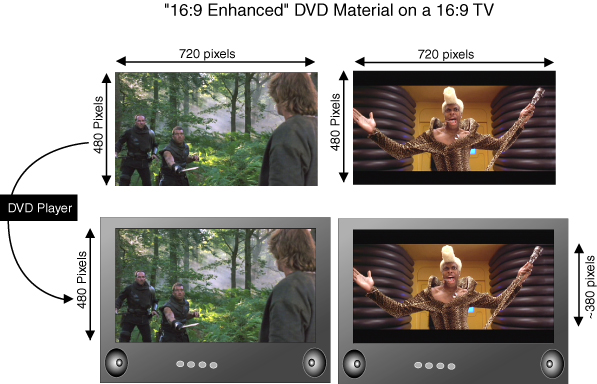 "16:9 Enhanced" DVD Material on a 16:9 TV
720 pixels
720 pixels
480 Pixels
480 Pixels
DVD Player
480 Pixels
~380 pixels